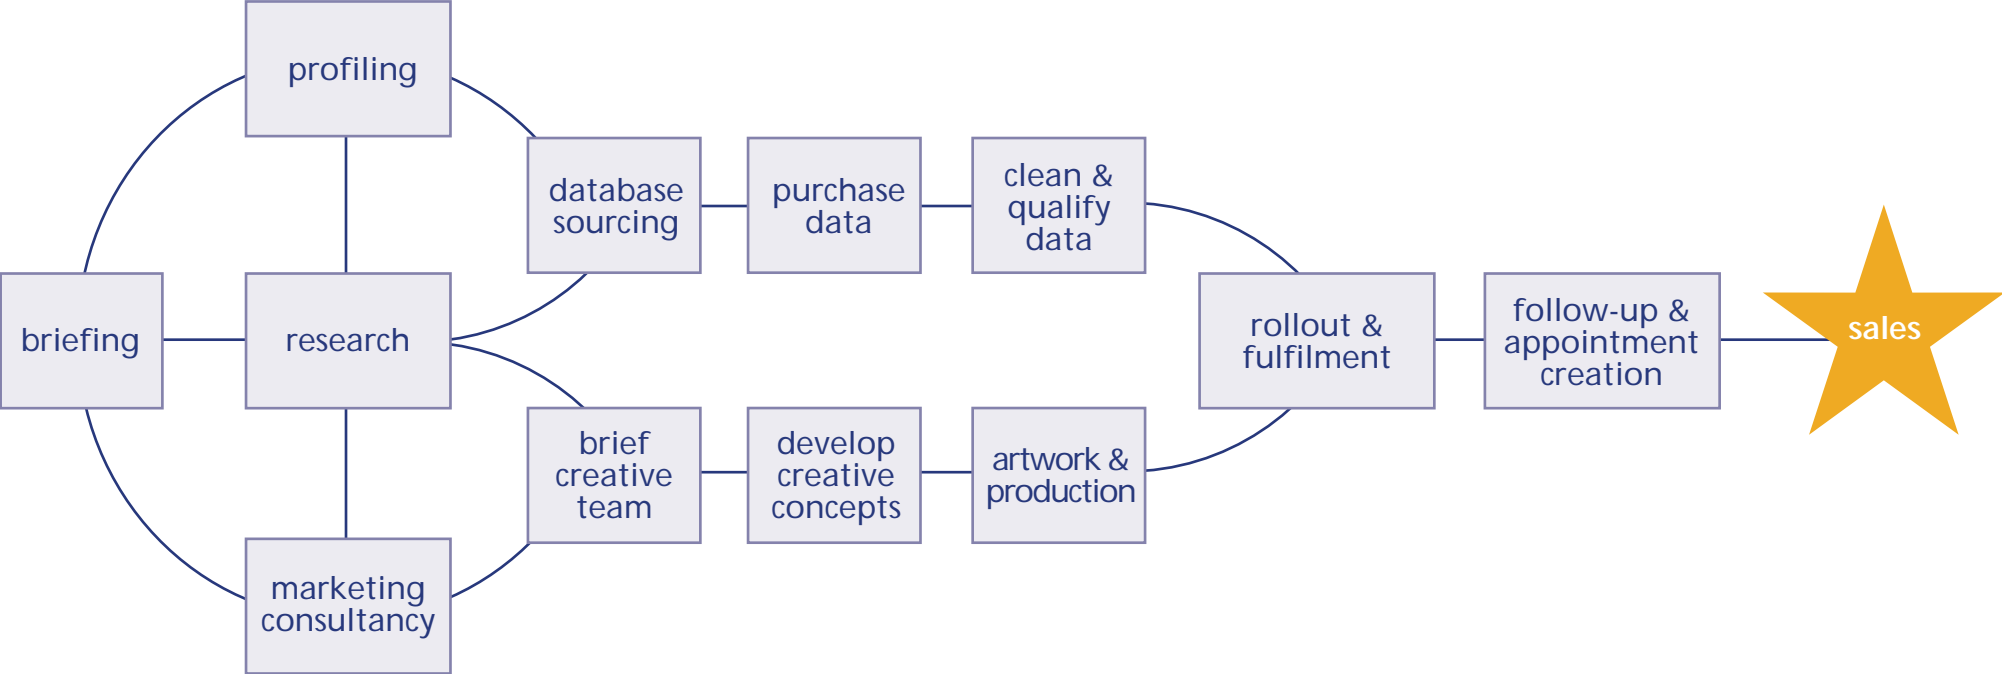 profiling
database
sourcing
purchase
data
clean &
qualify
data
briefing
research
rollout &
fulfilment
follow-up &
appointment
creation
sales
brief
creative
team
develop
creative
concepts
artwork &
production
marketing
consultancy